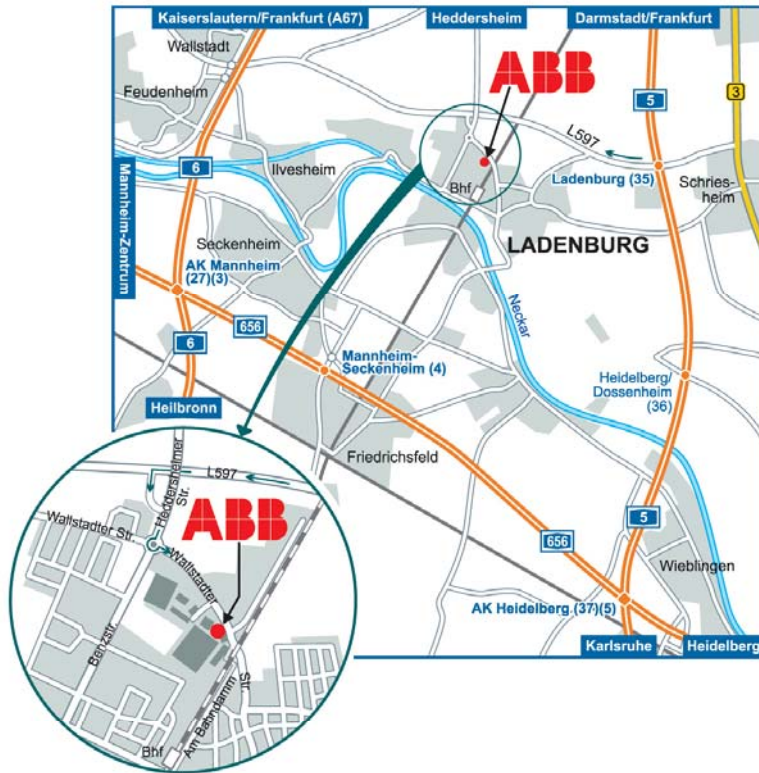 Kaiserslautern/Frankfurt (A67)
Heddersheim
Darmstadt/Frankfurt
Wallstadt
ABB
Feudenheim
5
3
L597
6
Ilvesheim
Bhf
Ladenburg (35)
Schries-
heim
Mannheim-Zentrum
Seckenheim
LADENBURG
AK Mannheim
(27)(3)
Neckar
656
6
Mannheim-
Seckenheim (4)
Heidelberg/
Dossenheim
(36)
Heilbronn
Friedrichsfeld
L597
Heddersheimer
Str.
ABB
5
Wallstadter Str.
656
Wallstadter
Str.
Wieblingen
AK Heidelberg (37)(5)
Benzstr.
Karlsruhe
Heidelberg
Am Bahndamm
Bhf